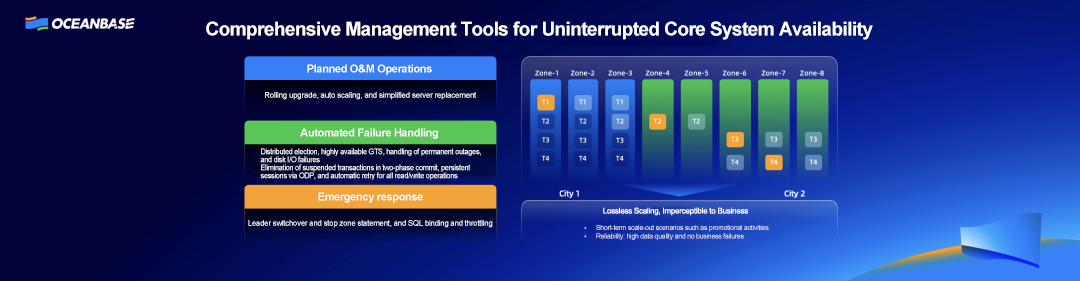 OCEANBASE
Comprehensive Management Tools for Uninterrupted Core System Availability
Planned O&M Operations
Rolling upgrade, auto scaling, and simplified server replacement
Automated Failure Handling
Distributed election, highly available GTS, handling of permanent outages,
and disk I/O failures
Elimination of suspended transactions in two-phase commit, persistent
sessions via ODP, and automatic retry for all read/write operations
Emergency response
Leader switchover and stop zone statement, and SQL binding and throttling
Zone-1 Zone-2 Zone-3 Zone-4 Zone-5 Zone-6 Zone-7 Zone-8
T1 T1 T1
T2 T2 T2 T2 T2
T3 T3 T3 T3 T3 T3
T4 T4 T4 T4 T4 T4
City 1 City 2
Lossless Scaling, Imperceptible to Business
• Short-term scale-out scenarios such as promotional activities
• Reliability: high data quality and no business failures